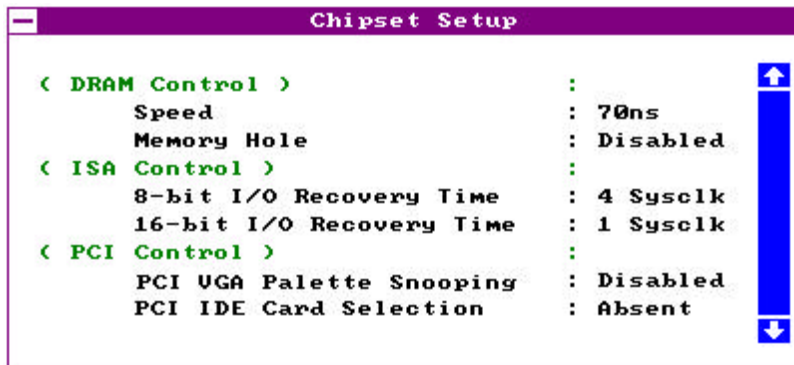 Chipset Setup
( DRAM Control ) :
Speed : 70ns
Memory Hole : Disabled
( ISA Control ) :
8-bit I/O Recovery Time : 4 Sysclk
16-bit I/O Recovery Time : 1 Sysclk
( PCI Control ) :
PCI VGA Palette Snooping : Disabled
PCI IDE Card Selection : Absent